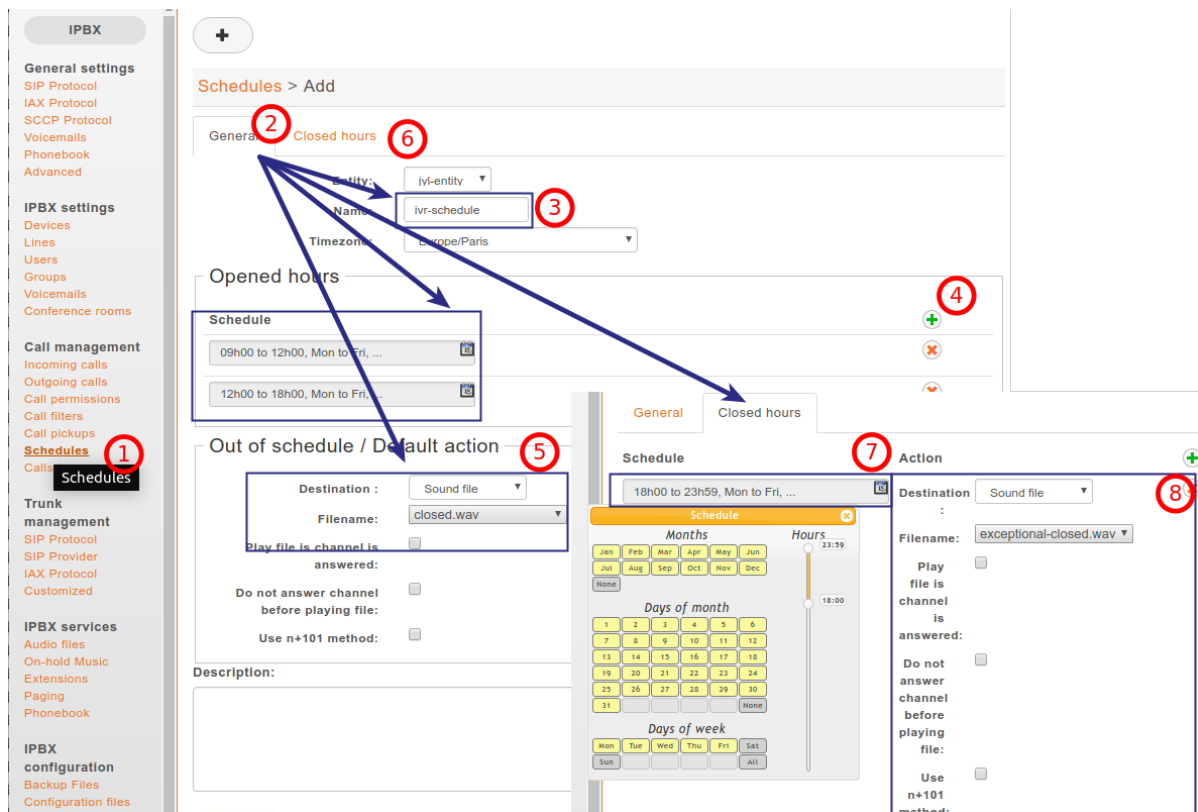 IPBX
General settings
SIP Protocol
IAX Protocol
SCCP Protocol
Voicemails
Phonebook
Advanced
IPBX settings
Devices
Lines
Users
Groups
Voicemails
Conference rooms
Call management
Incoming calls
Outgoing calls
Call permissions
Call filters
Call pickups
Schedules
1
Schedules
Trunk
management
SIP Protocol
SIP Provider
IAX Protocol
Customized
IPBX services
Audio files
On-hold Music
Extensions
Paging
Phonebook
IPBX
configuration
Backup Files
Configuration files
Schedules > Add
General
2
Closed hours
6
Entity:
jyl-entity
Name:
ivr-schedule
3
Timezone:
Europe/Paris
Opened hours
4
Schedule
09h00 to 12h00, Mon to Fri, ...
12h00 to 18h00, Mon to Fri, ...
Out of schedule / Default action
5
Destination :
Sound file
Filename:
closed.wav
Play file is channel is
answered:
Do not answer channel
before playing file:
Use n+101 method:
Description:
General
Closed hours
Schedule
7
Action
18h00 to 23h59, Mon to Fri, ...
Schedule
Months
Hours
Jan Feb Mar Apr May Jun
23:59
Jul Aug Sep Oct Nov Dec
None
18:00
Days of month
1 2 3 4 5 6
7 8 9 10 11 12
13 14 15 16 17 18
19 20 21 22 23 24
25 26 27 28 29 30
31 None
Days of week
Mon Tue Wed Thu Fri Sat
Sun All
Destination
:
Sound file
8
Filename:
exceptional-closed.wav
Play
file is
channel
is
answered:
Do not
answer
channel
before
playing
file:
Use
n+101
method: